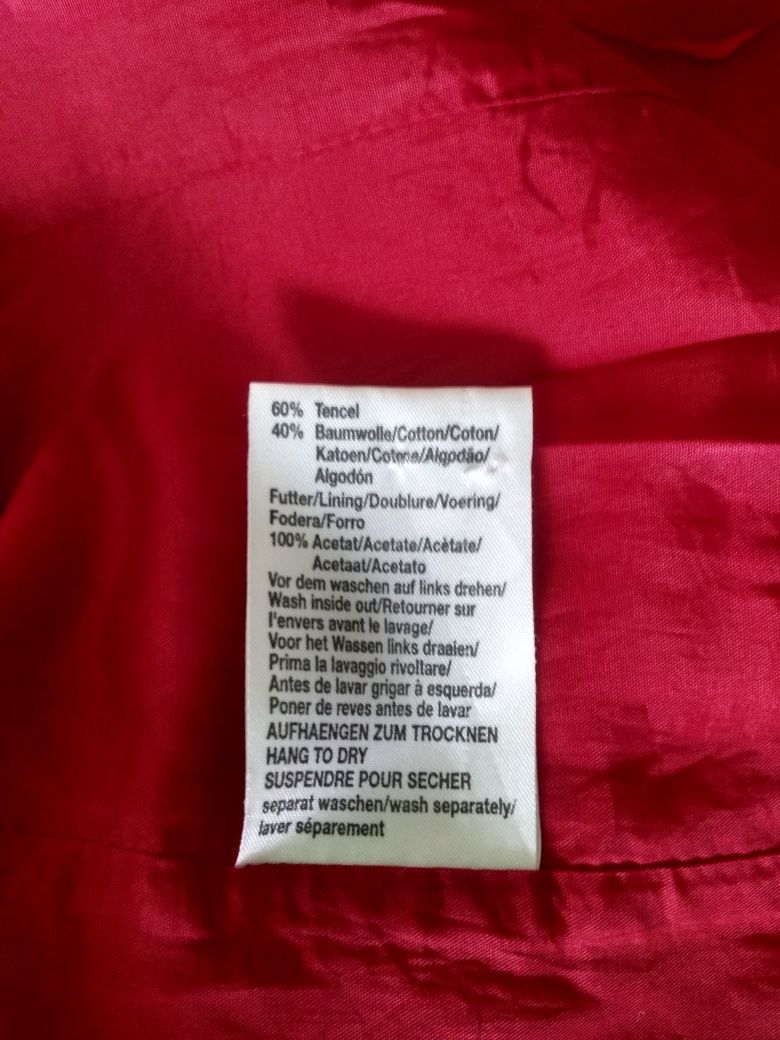 60% Tencel
40% Baumwolle/Cotton/Coton/
Katoen/Cotone/Algodão/
Algodón
Futter/Lining/Doublure/Voering/
Fodera/Forro
100% Acetat/Acetate/Acètate/
Acetaat/Acetato
Vor dem waschen auf links drehen/
Wash inside out/Retourner sur
l'envers avant le lavage/
Voor het Wassen links draaien/
Prima la lavaggio rivoltare/
Antes de lavar grigar à esquerda/
Poner de reves antes de lavar
AUFHAENGEN ZUM TROCKNEN
HANG TO DRY
SUSPENDRE POUR SECHER
separat waschen/wash separately/
laver séparement